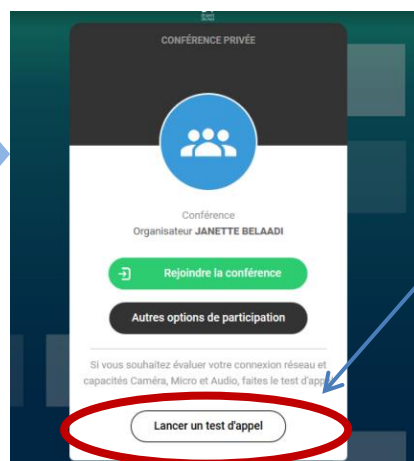 CONFÉRENCE PRIVÉE
Conférence
Organisateur JANETTE BELAADI
Rejoindre la conférence
Autres options de participation
Si vous souhaitez évaluer votre connexion réseau et
capacités Caméra, Micro et Audio, faites le test d'appel
Lancer un test d'appel